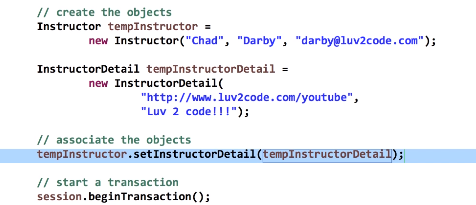 // create the objects
Instructor tempInstructor =
new Instructor("Chad", "Darby", "darby@luv2code.com");
InstructorDetail tempInstructorDetail =
new InstructorDetail(
"http://www.luv2code.com/youtube",
"Luv 2 code!!!");
// associate the objects
tempInstructor.setInstructorDetail(tempInstructorDetail);
// start a transaction
session.beginTransaction();